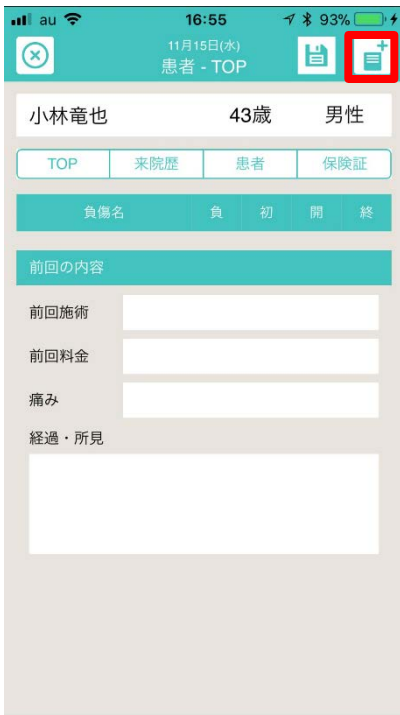 au 16:55 93%
11月15日(水)
患者 - TOP
小林竜也 43歳 男性
TOP 来院歴 患者 保険証
負傷名 負 初 開 終
前回の内容
前回施術
前回料金
痛み
経過・所見